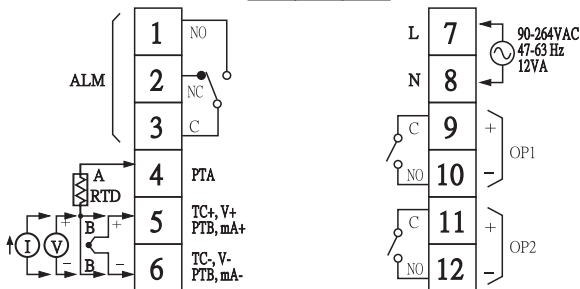 1 NO
2 NC
3 C
ALM
4 PTA
A
RTD
5 TC+, V+
PTB, mA+
B +
6 TC-, V-
PTB, mA-
B −
I V + −
L 7
N 8
90-264VAC
47-63 Hz
12VA
C 9 +
NO 10 −
OP1
C 11 +
NO 12 −
OP2